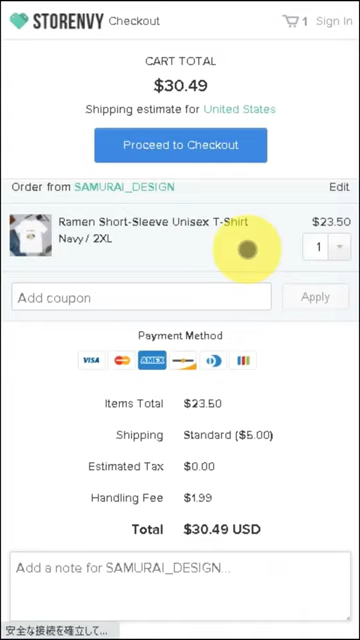 STORENVY Checkout 1 Sign In
CART TOTAL
$30.49
Shipping estimate for United States
Proceed to Checkout
Order from SAMURAI_DESIGN Edit
Ramen Short-Sleeve Unisex T-Shirt $23.50
Navy / 2XL 1
Add coupon Apply
Payment Method
VISA AMEX
Items Total $23.50
Shipping Standard ($5.00)
Estimated Tax $0.00
Handling Fee $1.99
Total $30.49 USD
Add a note for SAMURAI_DESIGN...
安全な接続を確立して...